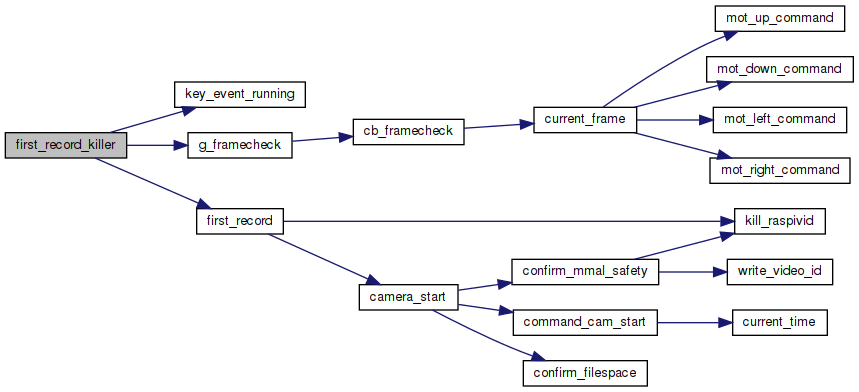 mot_up_command
mot_down_command
key_event_running
mot_left_command
current_frame
cb_framecheck
first_record_killer
g_framecheck
mot_right_command
first_record
kill_raspivid
confirm_mmal_safety
write_video_id
camera_start
command_cam_start
current_time
confirm_filespace